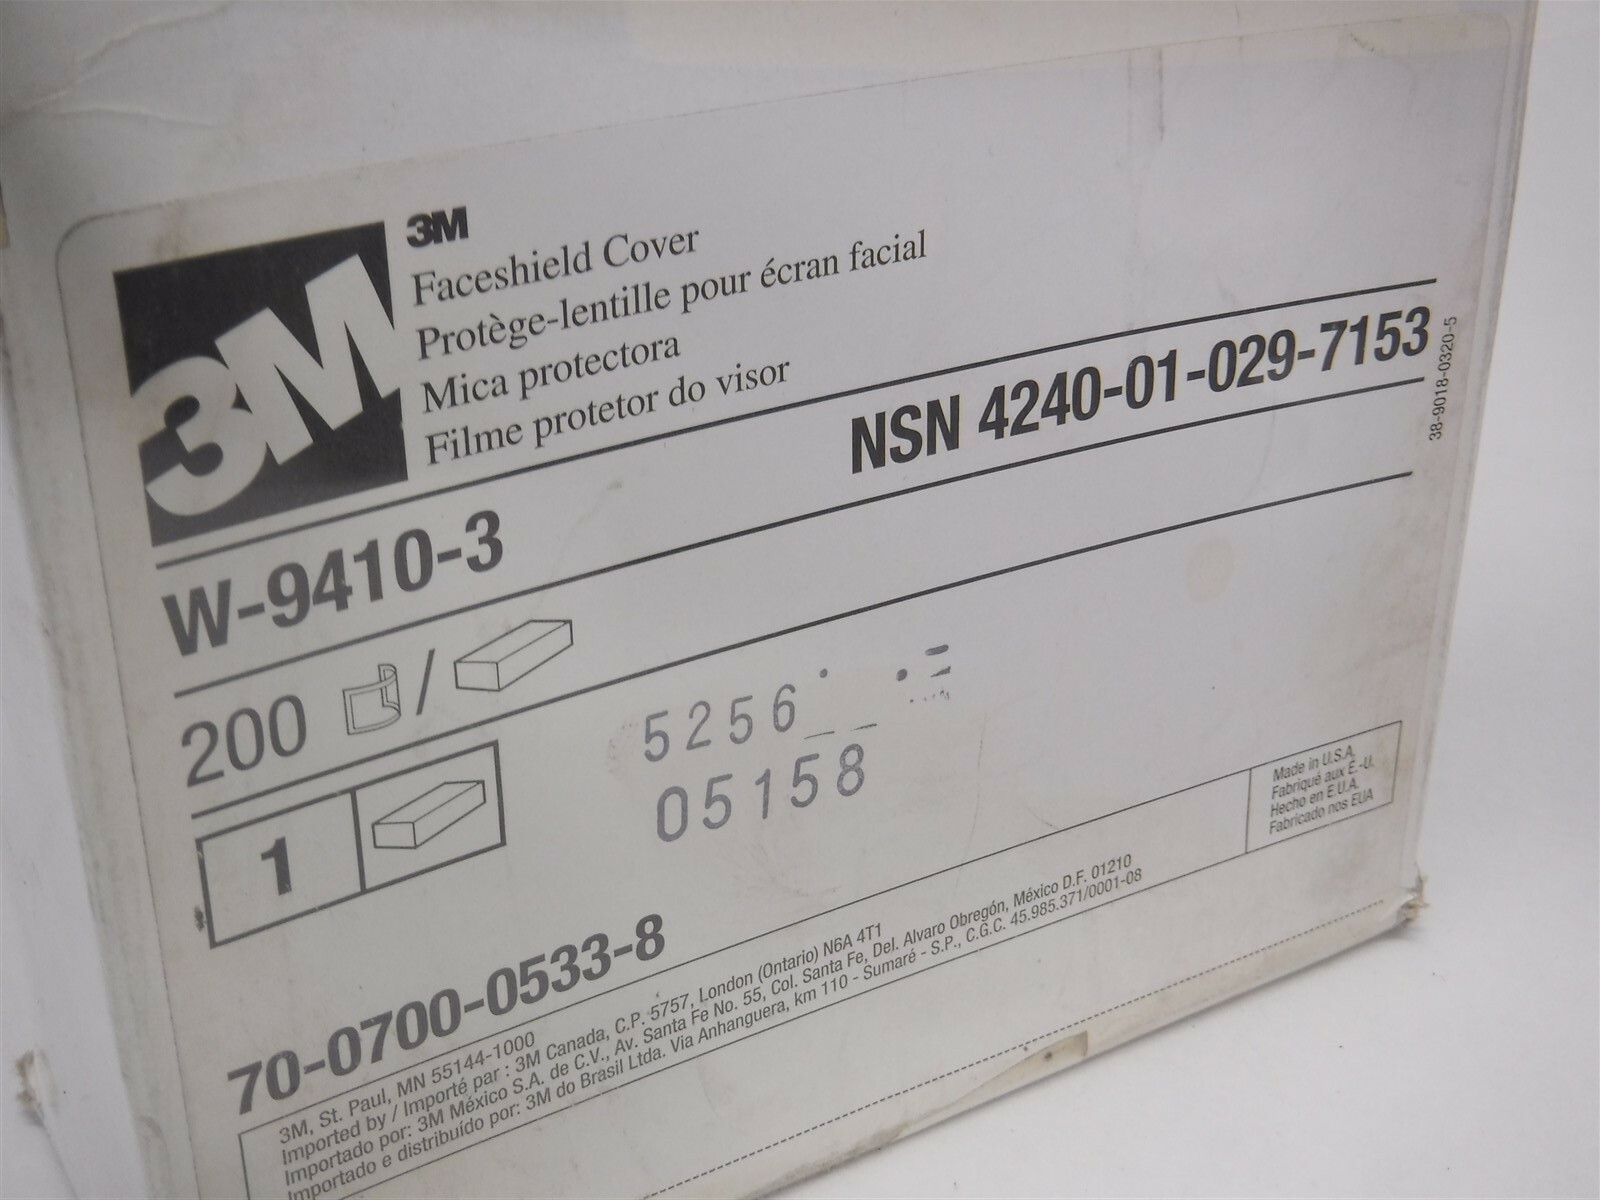 3M
3M
Faceshield Cover
Protège-lentille pour écran facial
Mica protectora
Filme protetor do visor
NSN 4240-01-029-7153
38-9018-0320-5
W-9410-3
200 /
5256
05158
1
70-0700-0533-8
Made in U.S.A.
Fabriqué aux É.-U.
Hecho en E.U.A.
Fabricado nos EUA
3M, St. Paul, MN 55144-1000
Imported by / Importé par : 3M Canada, C.P. 5757, London (Ontario) N6A 4T1
Importado por: 3M México S.A. de C.V., Av. Santa Fe No. 55, Col. Santa Fe, Del. Alvaro Obregón, México D.F. 01210
Importado e distribuído por: 3M do Brasil Ltda. Via Anhanguera, km 110 - Sumaré - S.P., C.G.C. 45.985.371/0001-08